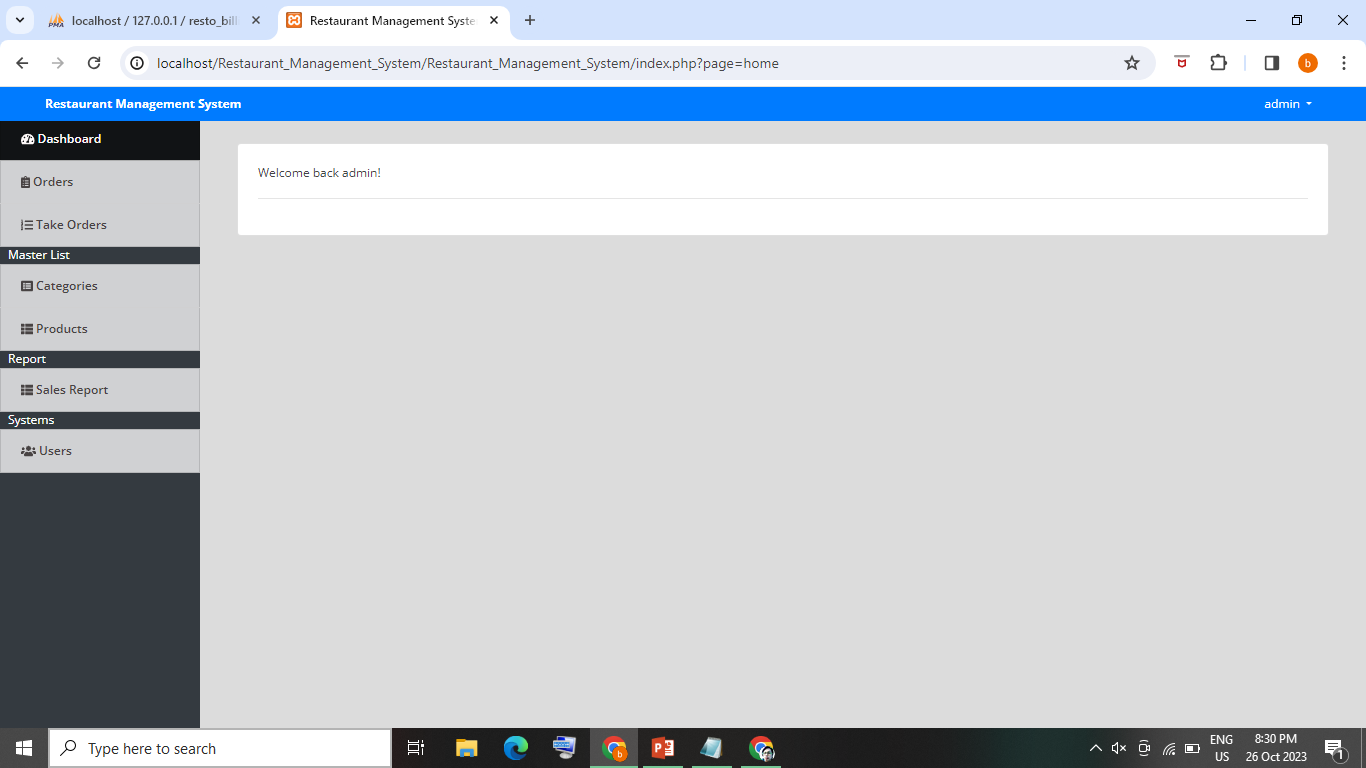 localhost / 127.0.0.1 / resto_bill
Restaurant Management Syste
localhost/Restaurant_Management_System/Restaurant_Management_System/index.php?page=home
b
Restaurant Management System
admin
Dashboard
Welcome back admin!
Orders
Take Orders
Master List
Categories
Products
Report
Sales Report
Systems
Users
Type here to search
ENG
US
8:30 PM
26 Oct 2023
1